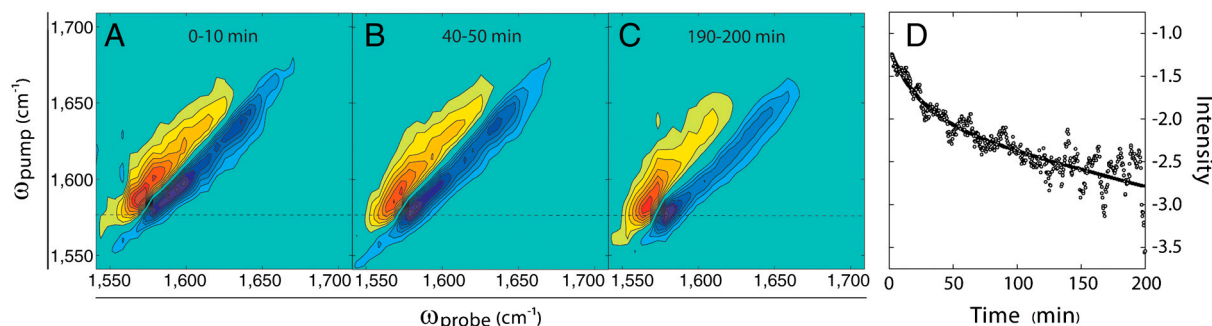 A
0-10 min
B
40-50 min
C
190-200 min
D
1,700
1,650
1,600
1,550
ωpump (cm-1)
1,550
1,600
1,650
1,700
1,550
1,600
1,650
1,700
1,550
1,600
1,650
1,700
ωprobe (cm-1)
-1.0
-1.5
-2.0
-2.5
-3.0
-3.5
Intensity
0
50
100
150
200
Time (min)